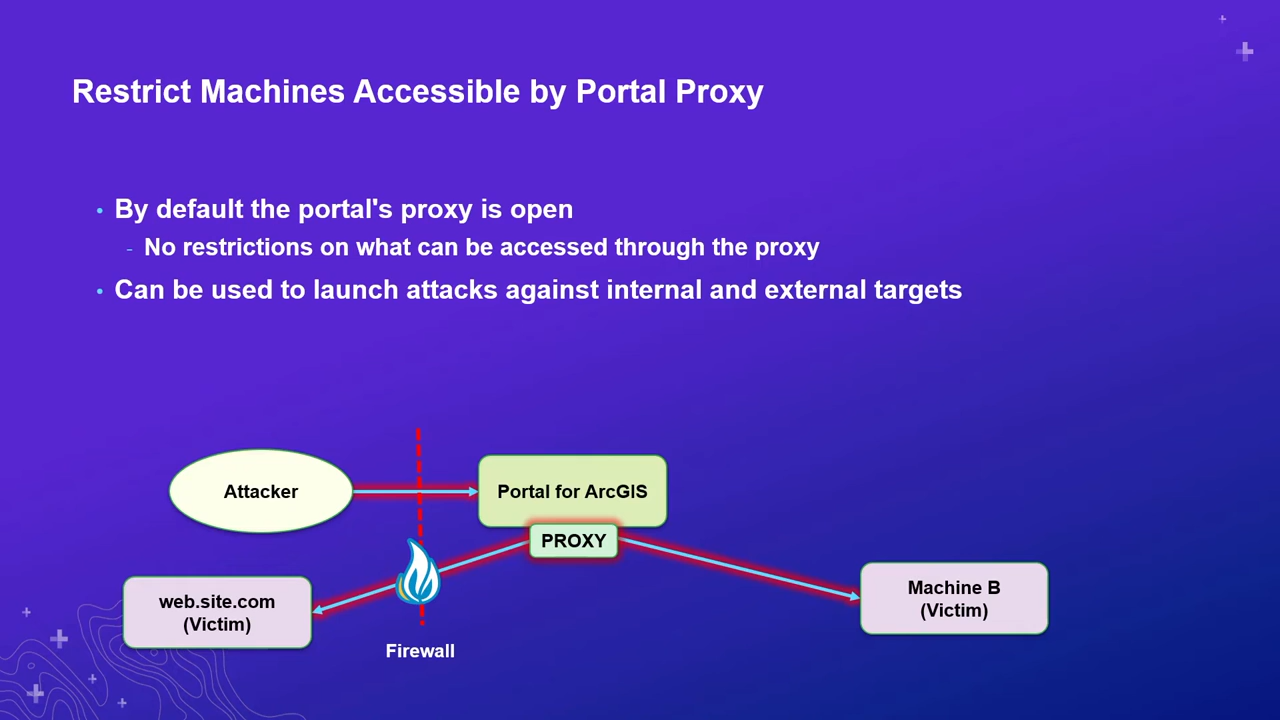 Restrict Machines Accessible by Portal Proxy
• By default the portal's proxy is open
- No restrictions on what can be accessed through the proxy
• Can be used to launch attacks against internal and external targets
Attacker
Portal for ArcGIS
PROXY
web.site.com
(Victim)
Machine B
(Victim)
Firewall